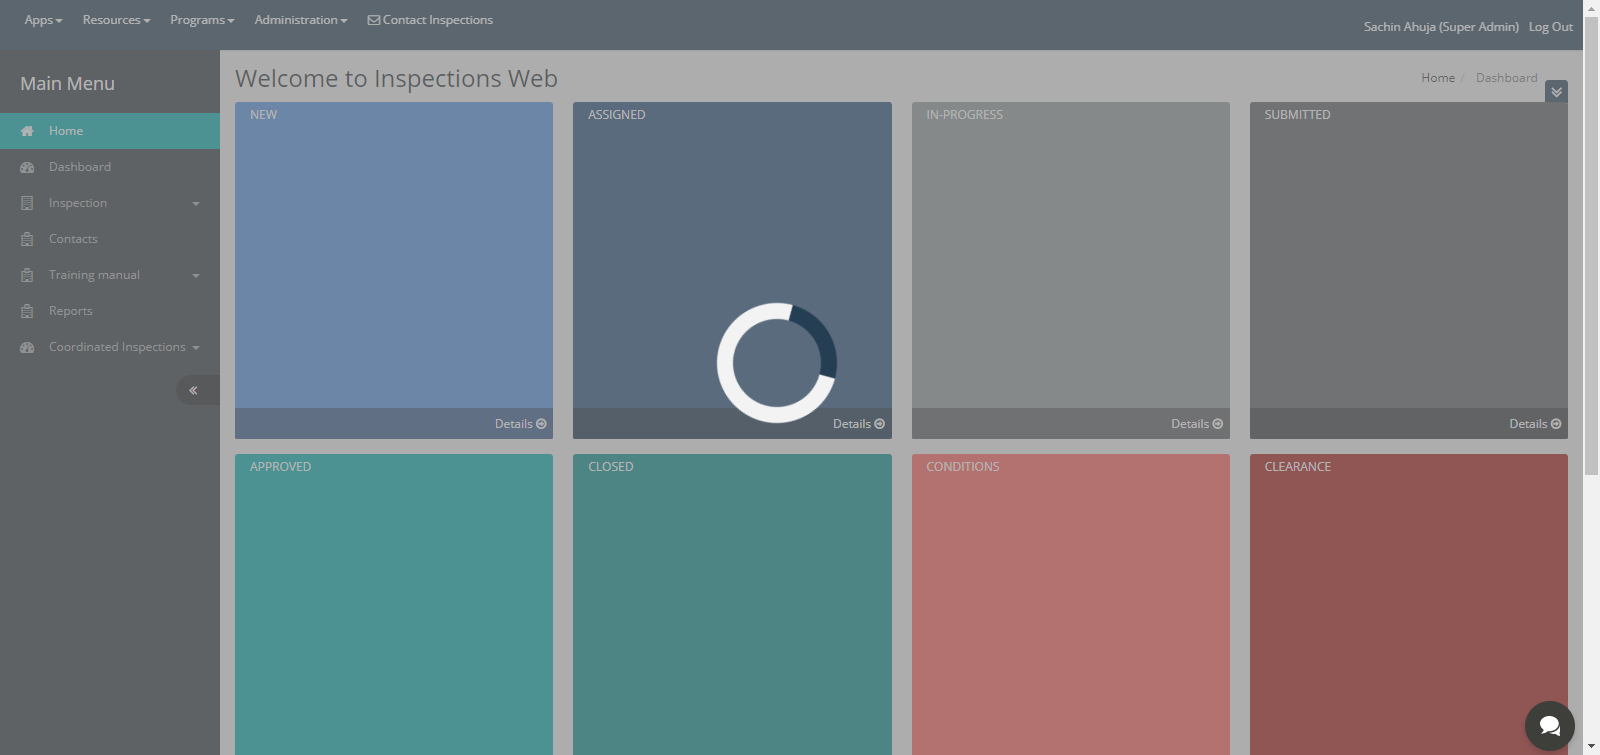 Apps Resources Programs Administration Contact Inspections
Sachin Ahuja (Super Admin) Log Out
Main Menu
Home
Dashboard
Inspection
Contacts
Training manual
Reports
Coordinated Inspections
Welcome to Inspections Web
Home / Dashboard
NEW ASSIGNED IN-PROGRESS SUBMITTED
Details Details Details Details
APPROVED CLOSED CONDITIONS CLEARANCE